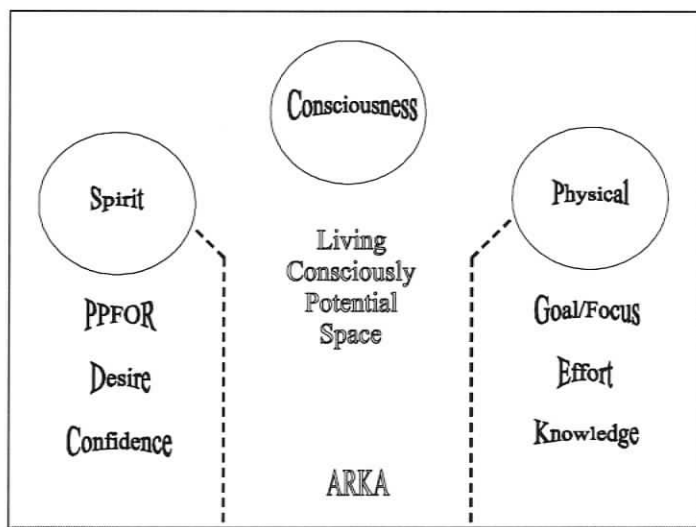 Consciousness
Spirit
Physical
Living
Consciously
Potential
Space
PPFOR
Desire
Confidence
Goal/Focus
Effort
Knowledge
ARKA